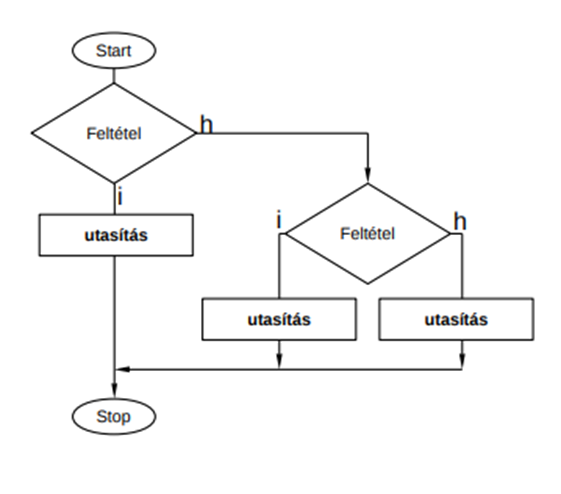 Start
Feltétel
h
i
utasítás
i
Feltétel
h
utasítás
utasítás
Stop